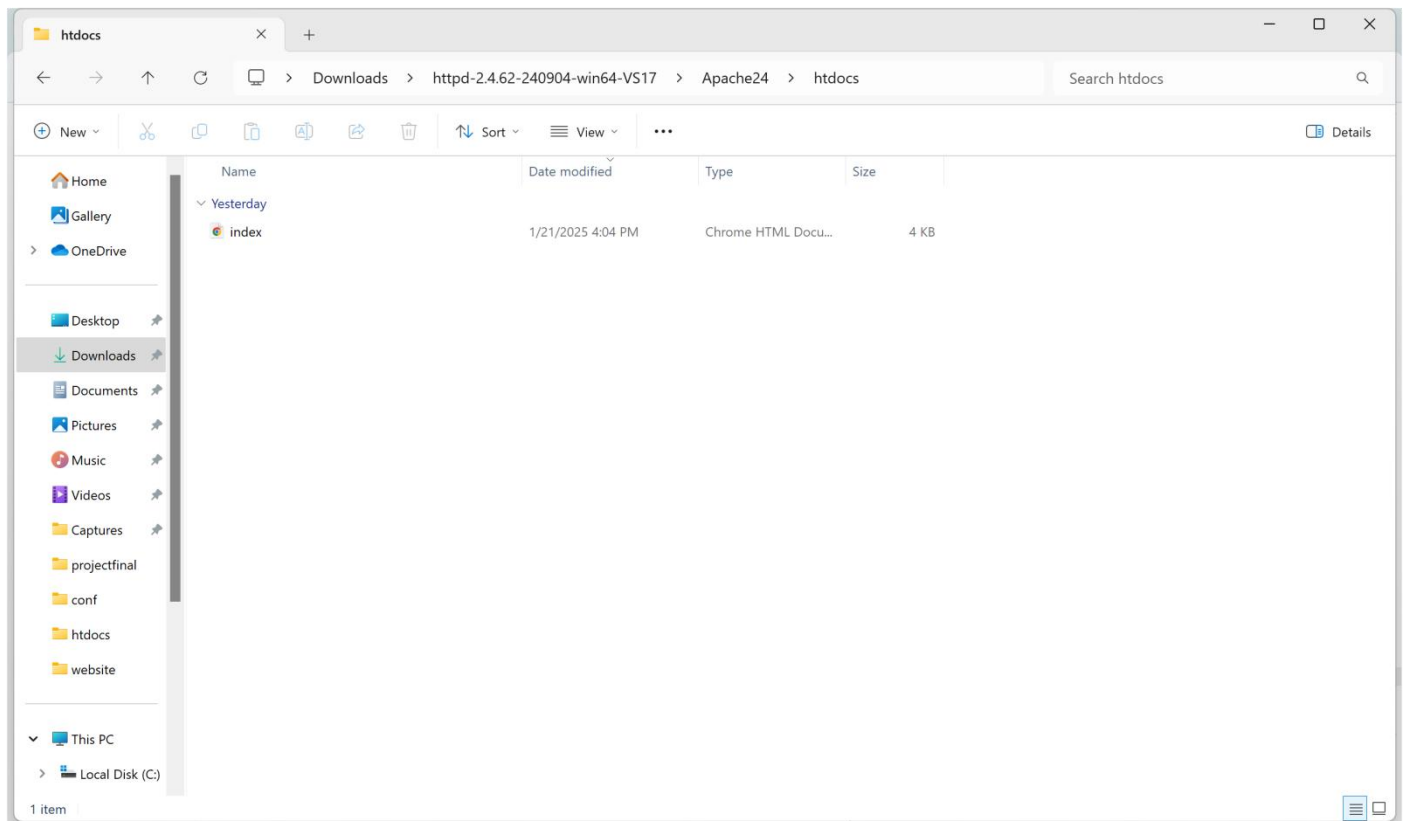 htdocs
Downloads > httpd-2.4.62-240904-win64-VS17 > Apache24 > htdocs
Search htdocs
New
Sort
View
Details
Name Date modified Type Size
Yesterday
index 1/21/2025 4:04 PM Chrome HTML Docu... 4 KB
Home
Gallery
OneDrive
Desktop
Downloads
Documents
Pictures
Music
Videos
Captures
projectfinal
conf
htdocs
website
This PC
Local Disk (C:)
1 item